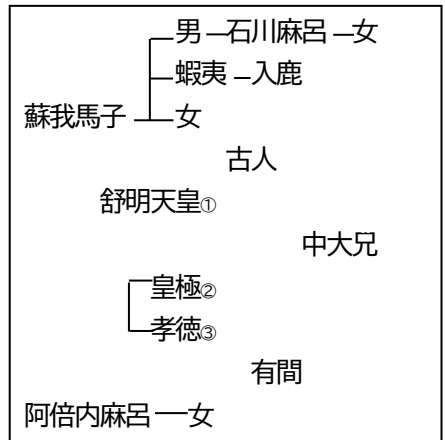 男 石川麻呂 女
蝦夷 入鹿
蘇我馬子 女
古人
舒明天皇①
中大兄
皇極②
孝徳③
有間
阿倍内麻呂 女